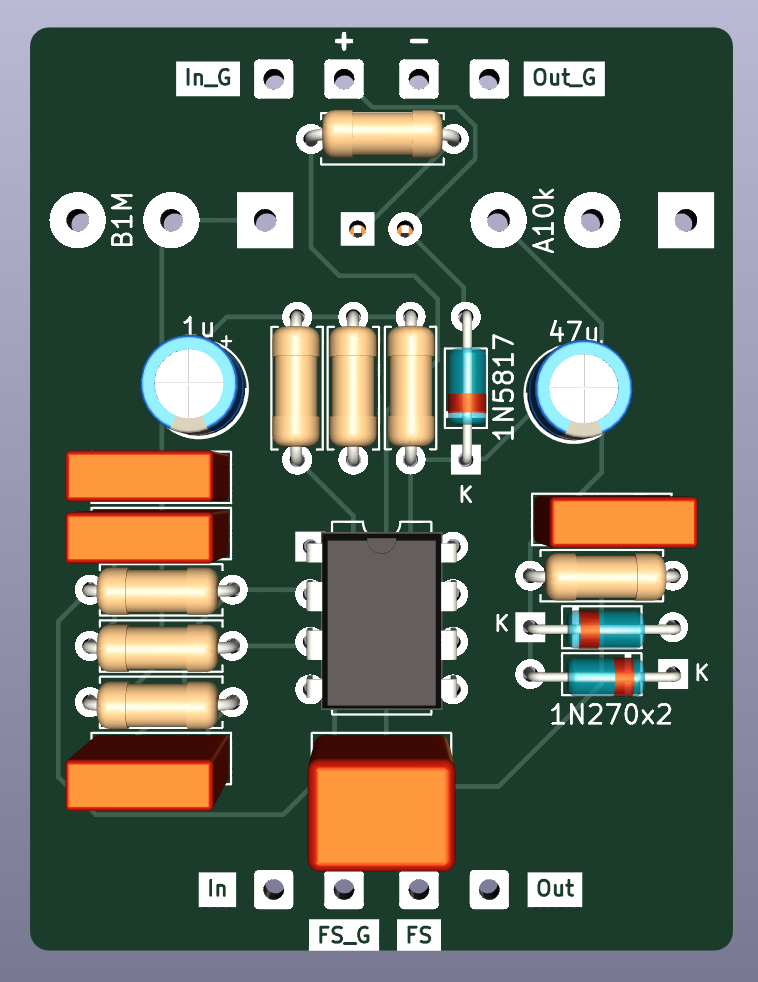 + −
In_G Out_G
B1M
A10k
1u
+
47u
1N5817
K
K
K
1N270x2
In Out
FS_G FS